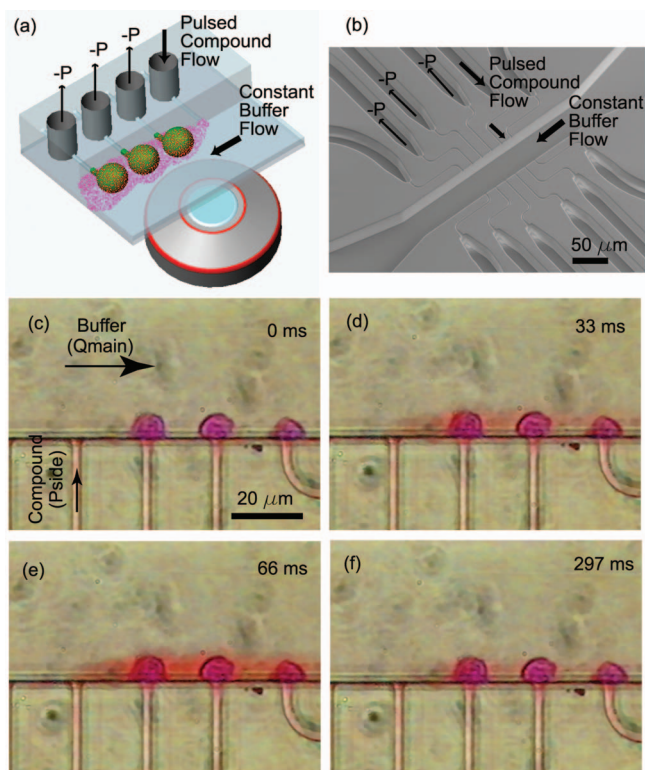 (a)
Pulsed
Compound
Flow
-P
-P
-P
-P
Constant
Buffer
Flow
(b)
Pulsed
Compound
Flow
-P
-P
-P
Constant
Buffer
Flow
50 μm
(c)
Buffer
(Qmain)
0 ms
Compound
(Pside)
20 μm
(d)
33 ms
(e)
66 ms
(f)
297 ms